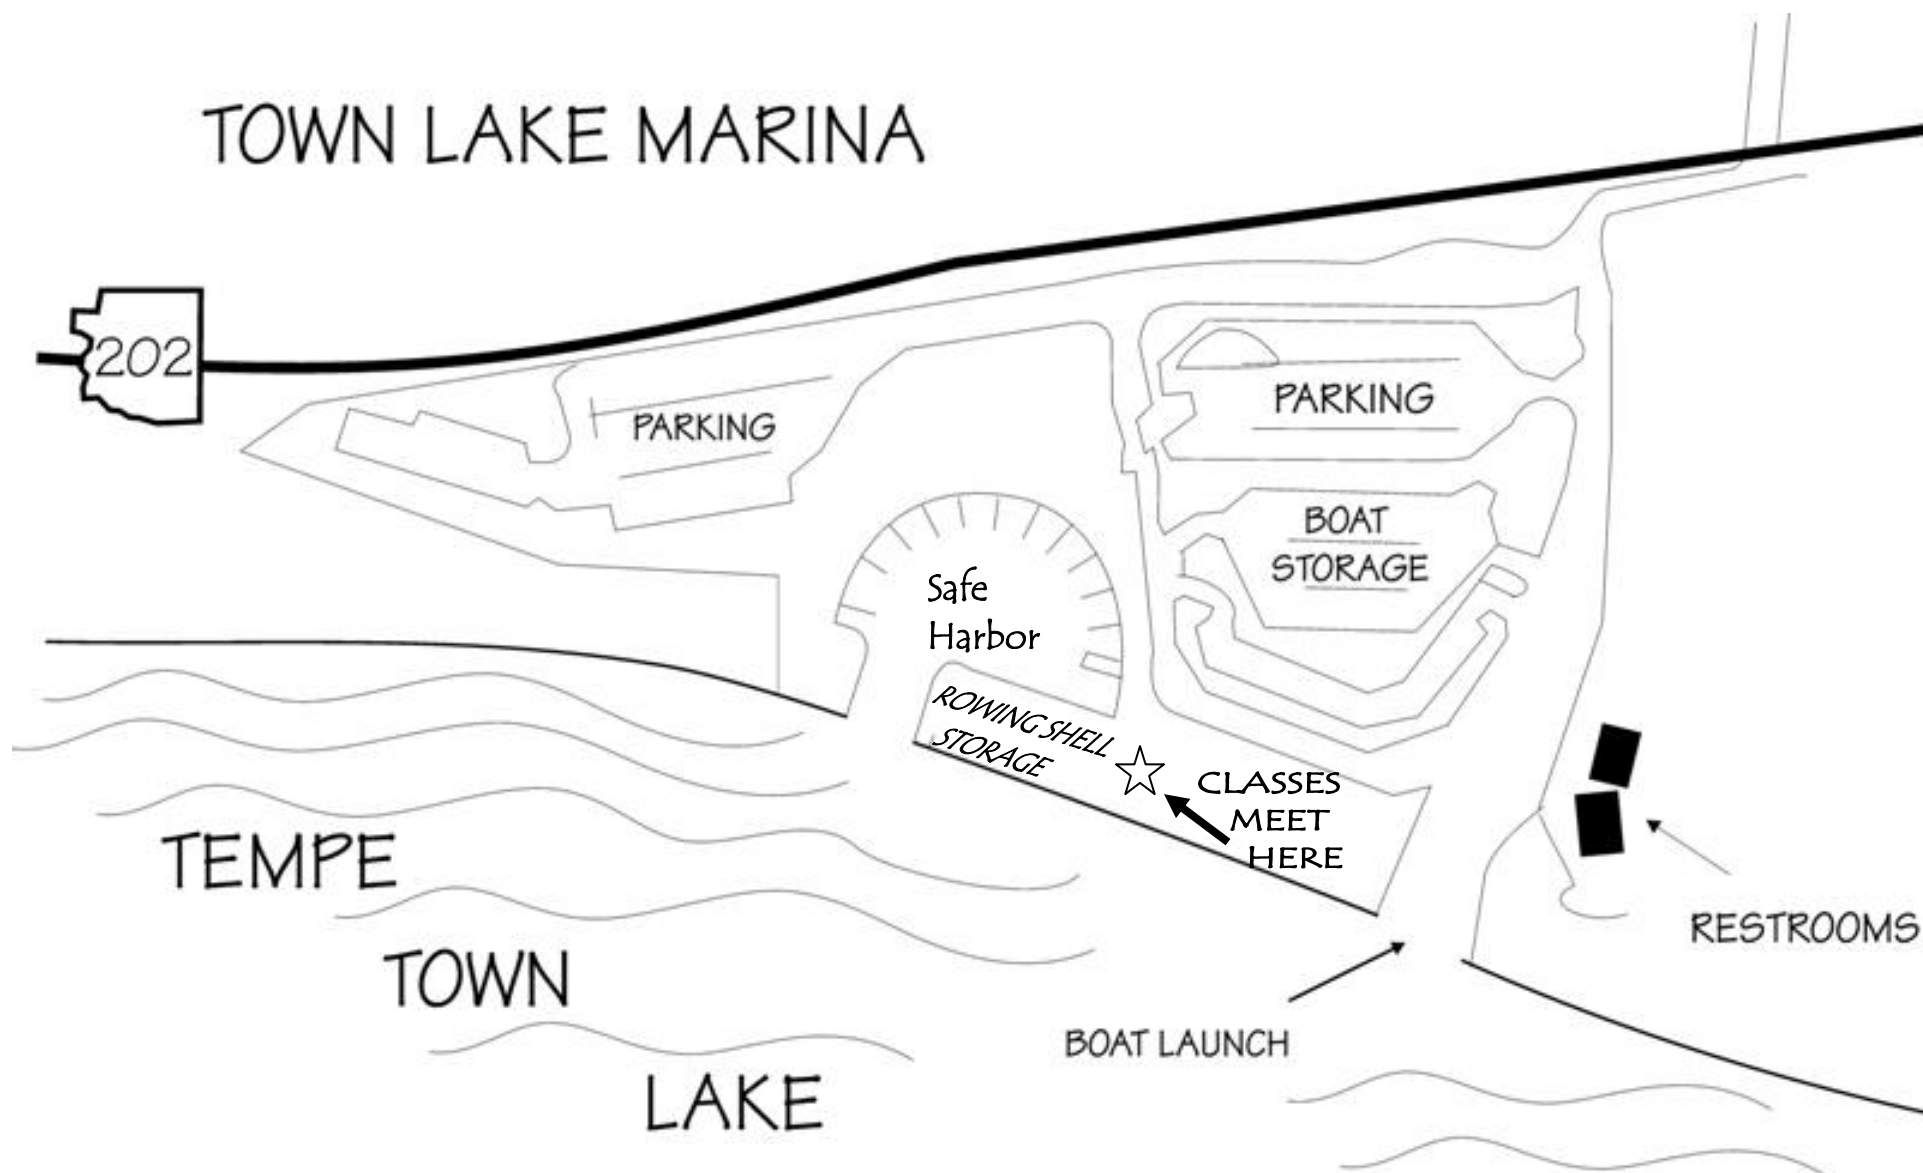 TOWN LAKE MARINA
202
PARKING
PARKING
BOAT
STORAGE
Safe
Harbor
ROWING SHELL
STORAGE
CLASSES
MEET
HERE
TEMPE
TOWN
LAKE
RESTROOMS
BOAT LAUNCH